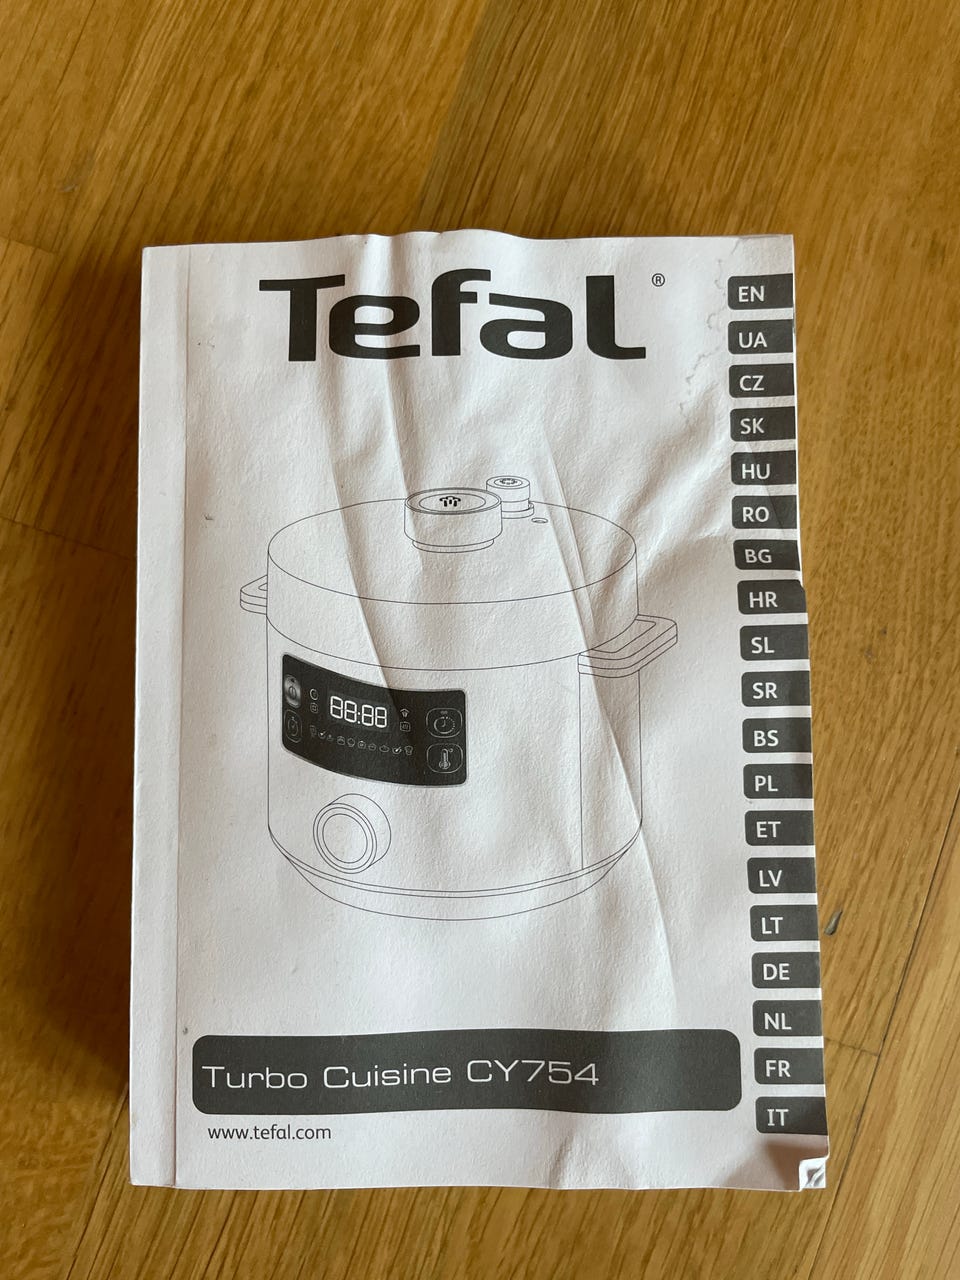 Tefal®
EN
UA
CZ
SK
HU
RO
BG
HR
SL
SR
BS
PL
ET
LV
LT
DE
NL
FR
IT
88:88
Turbo Cuisine CY754
www.tefal.com